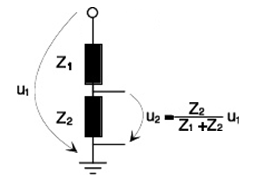 Z₁
u₁
Z₂
u₂ = Z₂ / Z₁ + Z₂ u₁